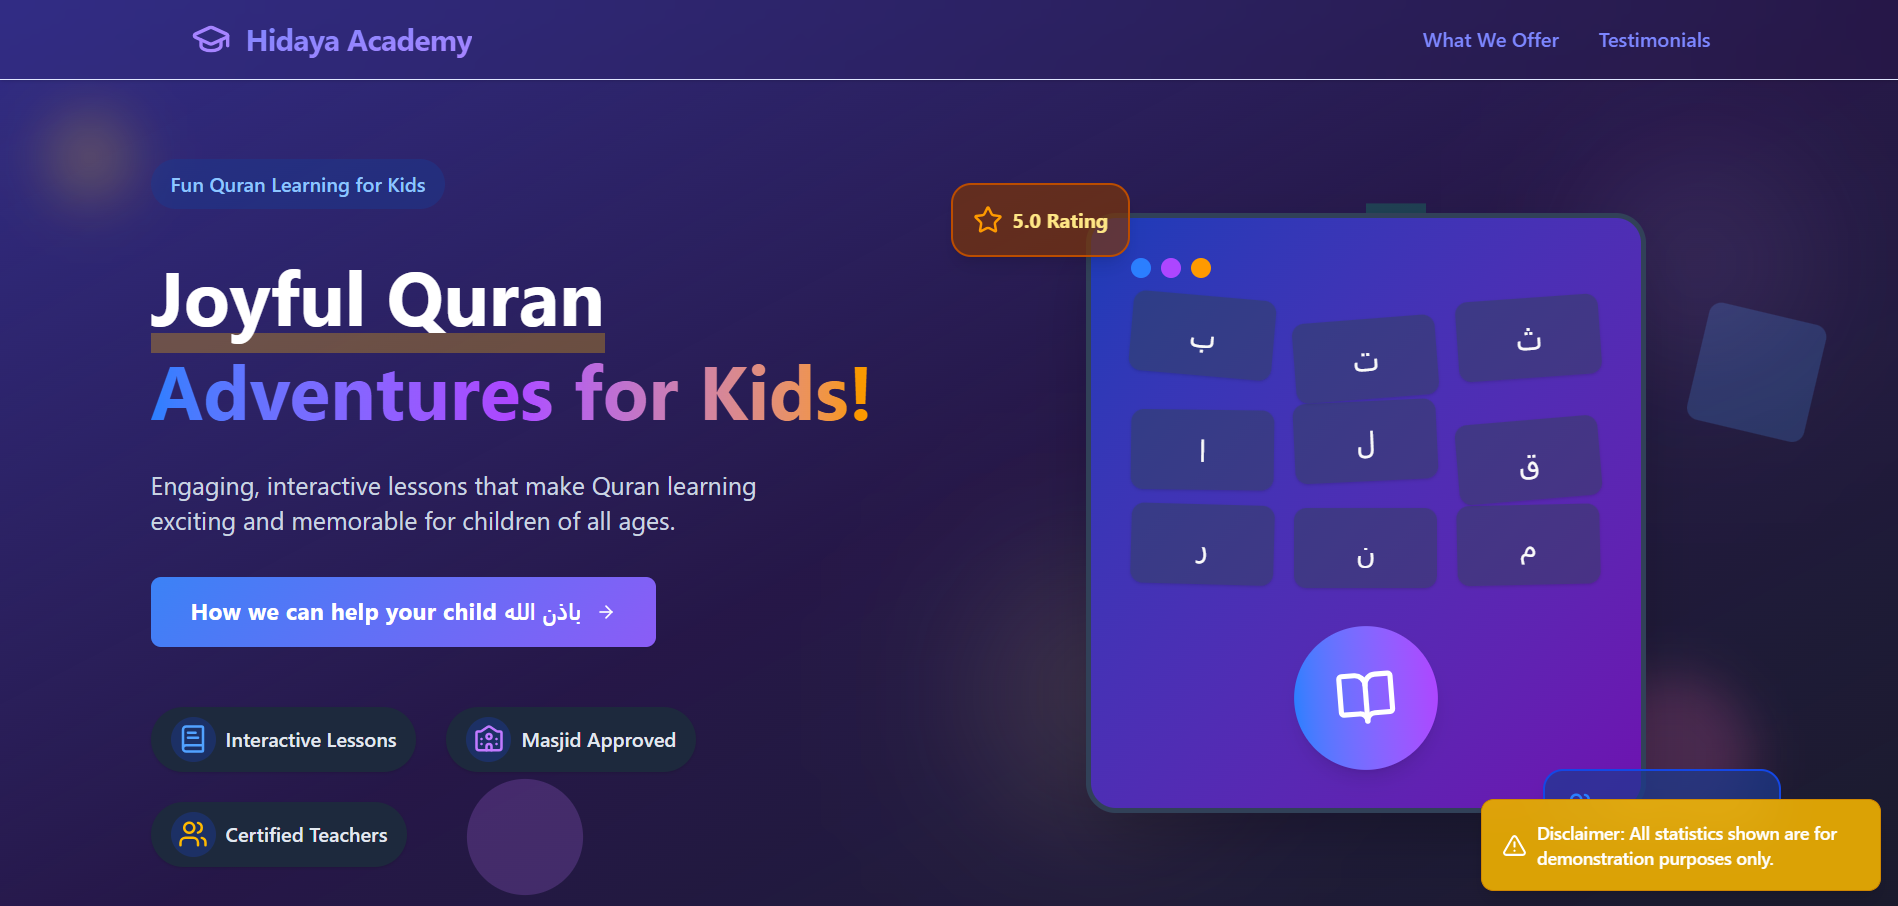 Hidaya Academy
What We Offer
Testimonials
Fun Quran Learning for Kids
Joyful Quran
Adventures for Kids!
Engaging, interactive lessons that make Quran learning
exciting and memorable for children of all ages.
How we can help your child باذن الله
Interactive Lessons
Masjid Approved
Certified Teachers
5.0 Rating
ب
ت
ث
ا
ل
ق
ر
ن
م
Disclaimer: All statistics shown are for
demonstration purposes only.